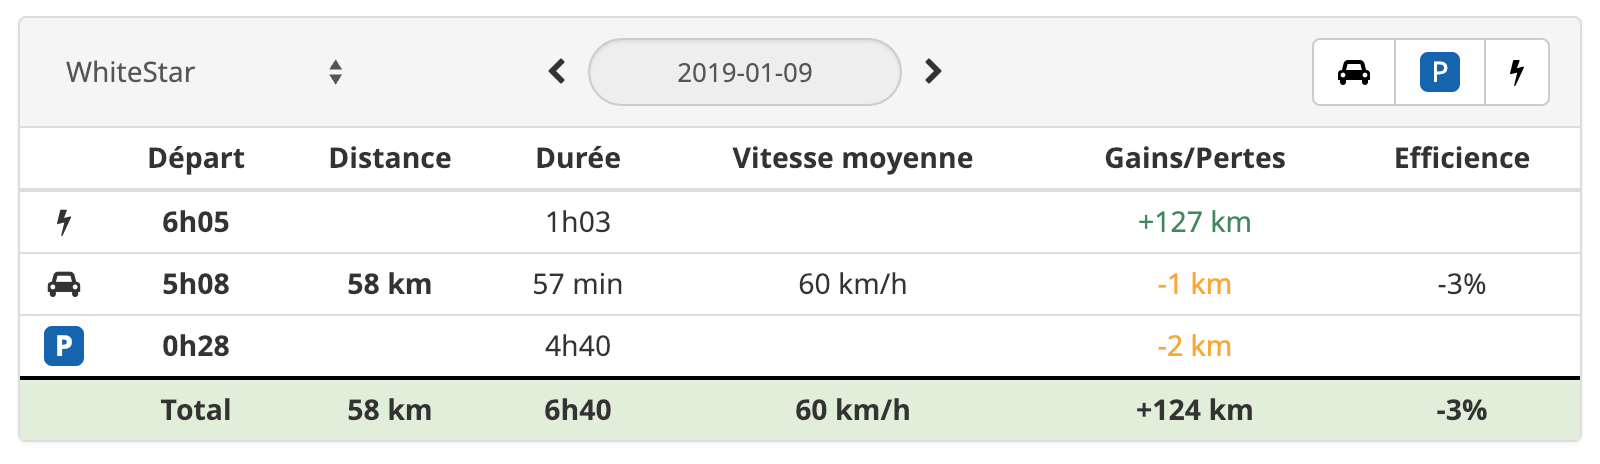 WhiteStar 2019-01-09 P
Départ Distance Durée Vitesse moyenne Gains/Pertes Efficience
6h05 1h03 +127 km
5h08 58 km 57 min 60 km/h -1 km -3%
P 0h28 4h40 -2 km
Total 58 km 6h40 60 km/h +124 km -3%